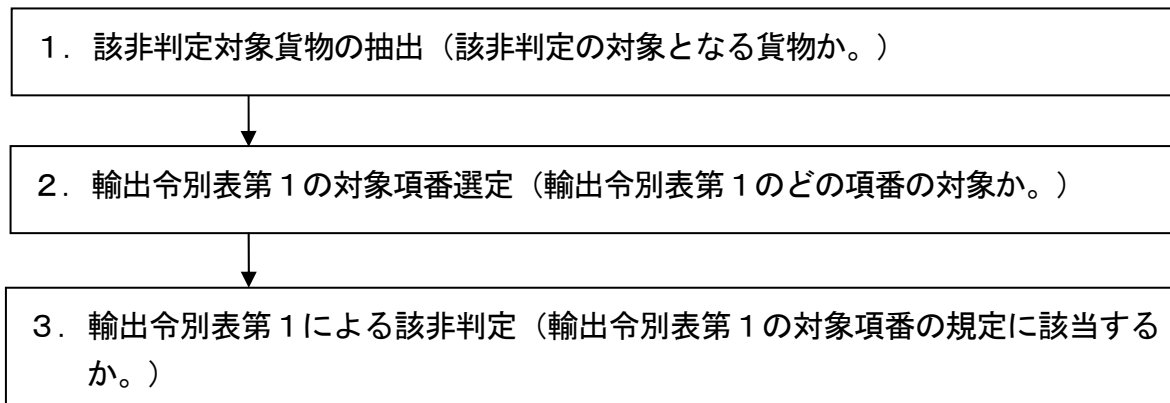 １．該非判定対象貨物の抽出（該非判定の対象となる貨物か。）
２．輸出令別表第１の対象項番選定（輸出令別表第１のどの項番の対象か。）
３．輸出令別表第１による該非判定（輸出令別表第１の対象項番の規定に該当する
か。）